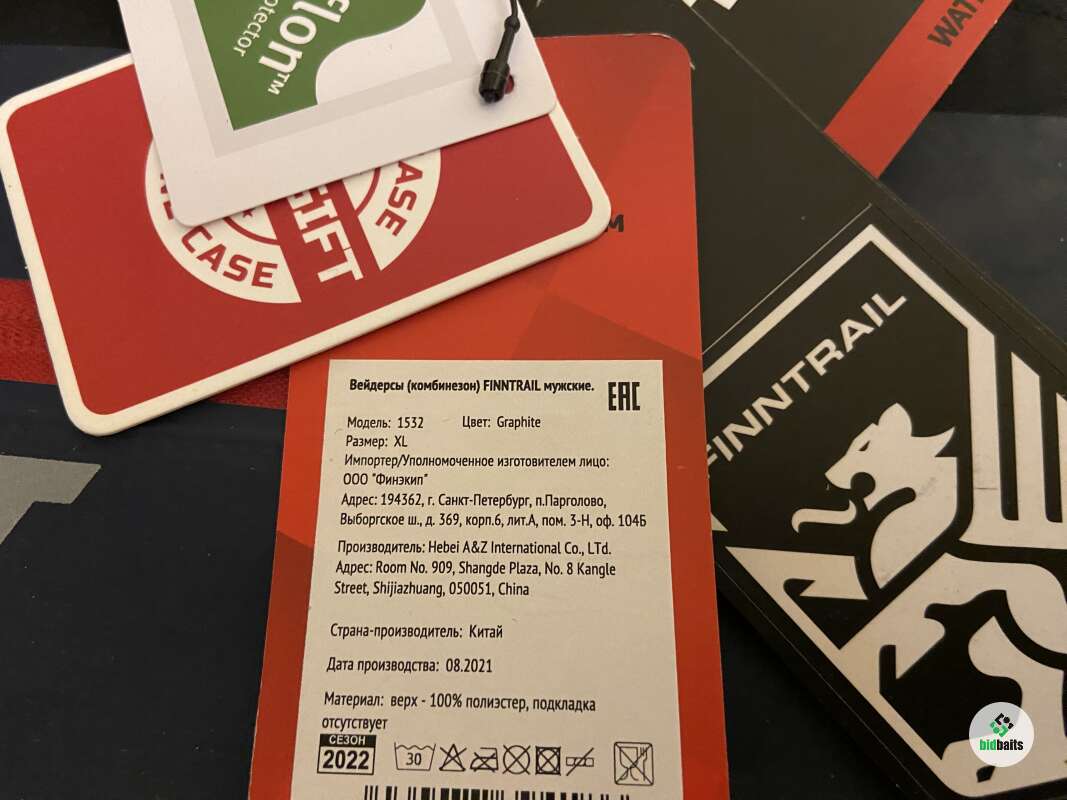 flon™
otector
CASE
GIFT
CASE
WAT
FINNTRAIL
Вейдерсы (комбинезон) FINNTRAIL мужские.
EAC
Модель: 1532 Цвет: Graphite
Размер: XL
Импортер/Уполномоченное изготовителем лицо:
ООО "Финэкип"
Адрес: 194362, г. Санкт-Петербург, п.Парголово,
Выборгское ш., д. 369, корп.6, лит.А, пом. 3-Н, оф. 104Б
Производитель: Hebei A&Z International Co., LTd.
Адрес: Room No. 909, Shangde Plaza, No. 8 Kangle
Street, Shijiazhuang, 050051, China
Страна-производитель: Китай
Дата производства: 08.2021
Материал: верх - 100% полиэстер, подкладка
отсутствует
СЕЗОН
2022
30
bidbaits